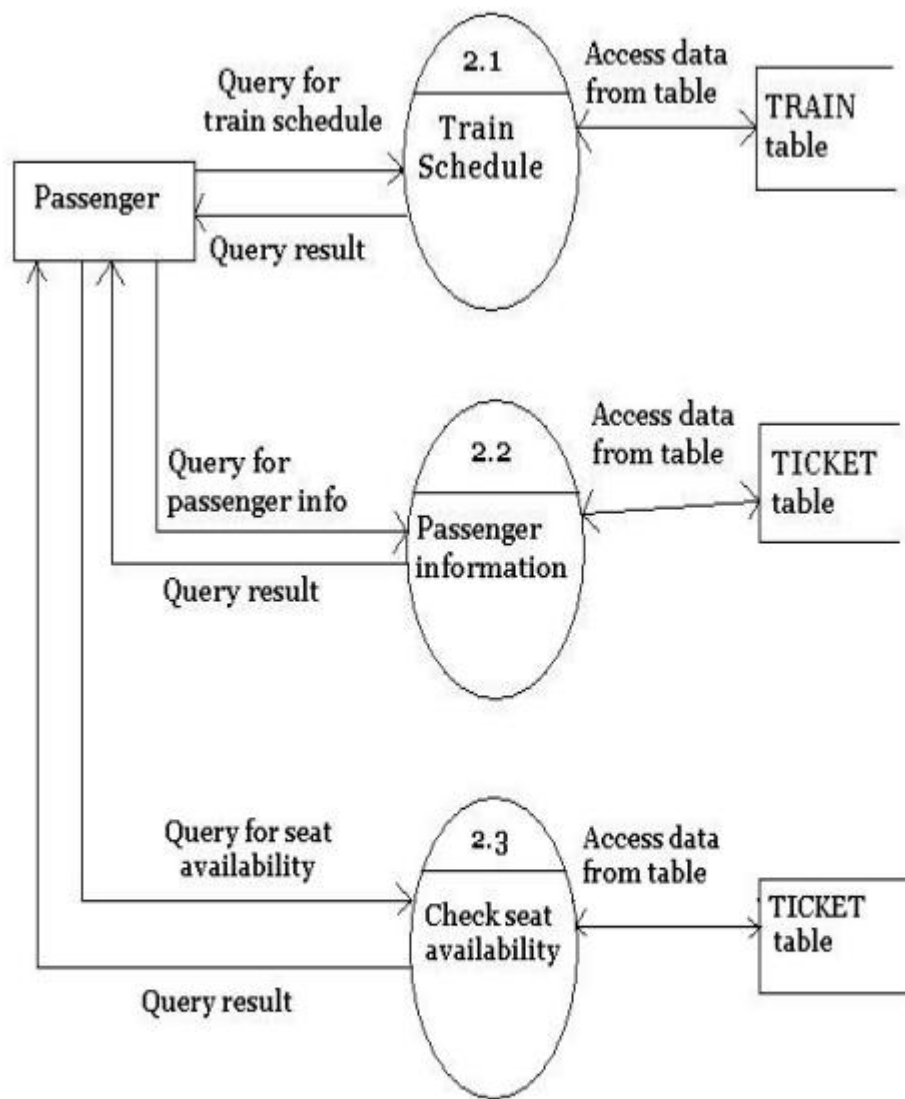 2.1
Access data
from table
Query for
train schedule
Train
Schedule
TRAIN
table
Passenger
Query result
2.2
Access data
from table
Query for
passenger info
Passenger
information
TICKET
table
Query result
2.3
Access data
from table
Query for seat
availability
Check seat
availability
TICKET
table
Query result